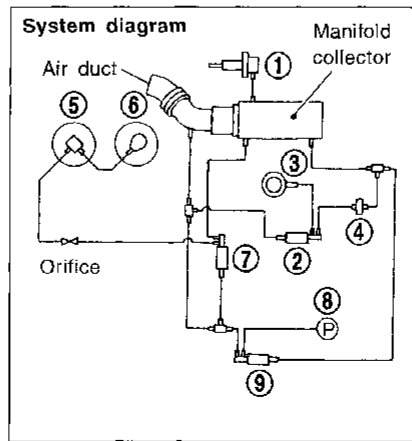 System diagram
Manifold
collector
Air duct
①
⑤
⑥
③
④
②
Orifice
⑦
⑧
P
⑨